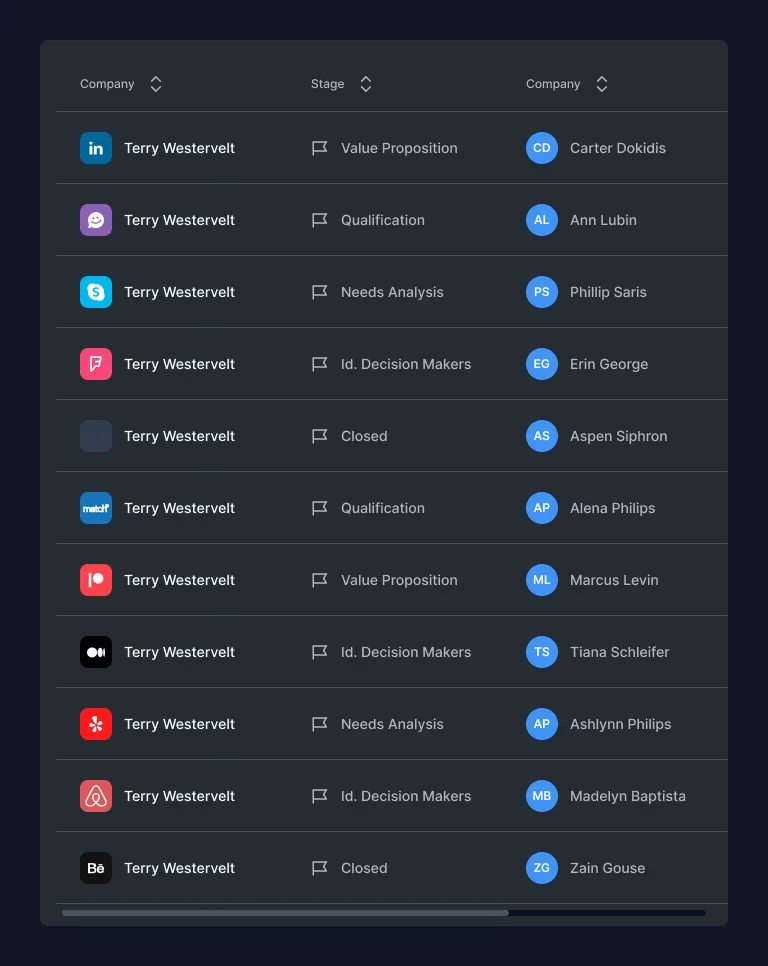 Company Stage Company
in Terry Westervelt Value Proposition CD Carter Dokidis
Terry Westervelt Qualification AL Ann Lubin
S Terry Westervelt Needs Analysis PS Phillip Saris
Terry Westervelt Id. Decision Makers EG Erin George
Terry Westervelt Closed AS Aspen Siphron
match Terry Westervelt Qualification AP Alena Philips
Terry Westervelt Value Proposition ML Marcus Levin
Terry Westervelt Id. Decision Makers TS Tiana Schleifer
Terry Westervelt Needs Analysis AP Ashlynn Philips
Terry Westervelt Id. Decision Makers MB Madelyn Baptista
Bē Terry Westervelt Closed ZG Zain Gouse